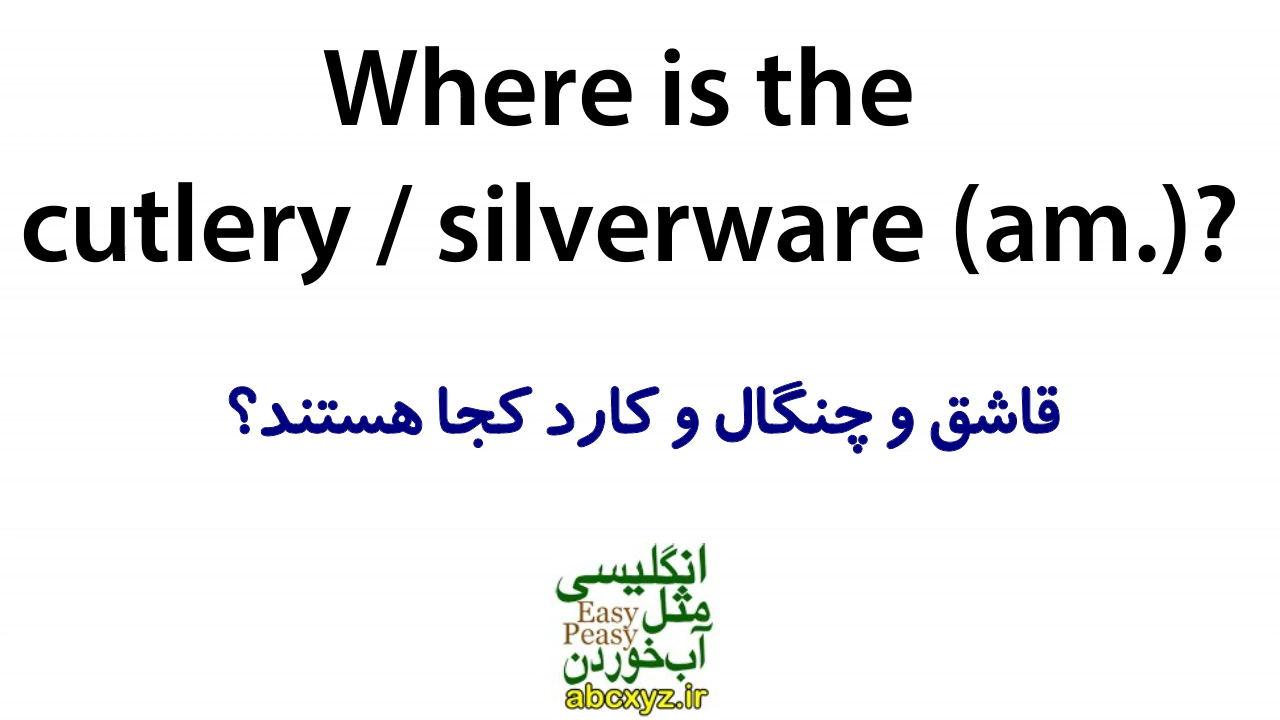 Where is the
cutlery / silverware (am.)?
قاشق و چنگال و کارد کجا هستند؟
انگلیسی
مثل
Easy
Peasy
آب‌خوردن
abcxyz.ir